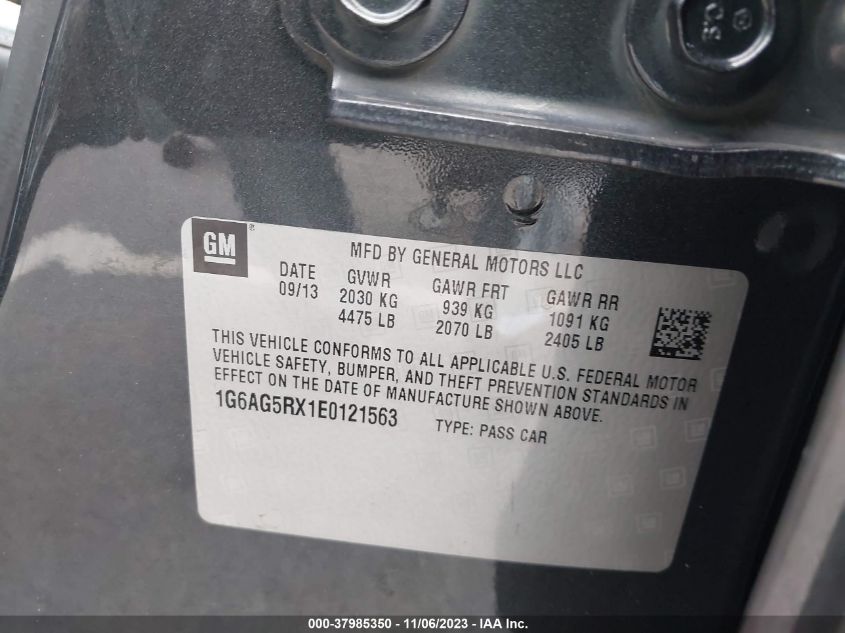 GM ®
MFD BY GENERAL MOTORS LLC
DATE GVWR GAWR FRT GAWR RR
09/13 2030 KG 939 KG 1091 KG
4475 LB 2070 LB 2405 LB
THIS VEHICLE CONFORMS TO ALL APPLICABLE U.S. FEDERAL MOTOR
VEHICLE SAFETY, BUMPER, AND THEFT PREVENTION STANDARDS IN
EFFECT ON THE DATE OF MANUFACTURE SHOWN ABOVE.
1G6AG5RX1E0121563 TYPE: PASS CAR
000-37985350 - 11/06/2023 - IAAI.COM